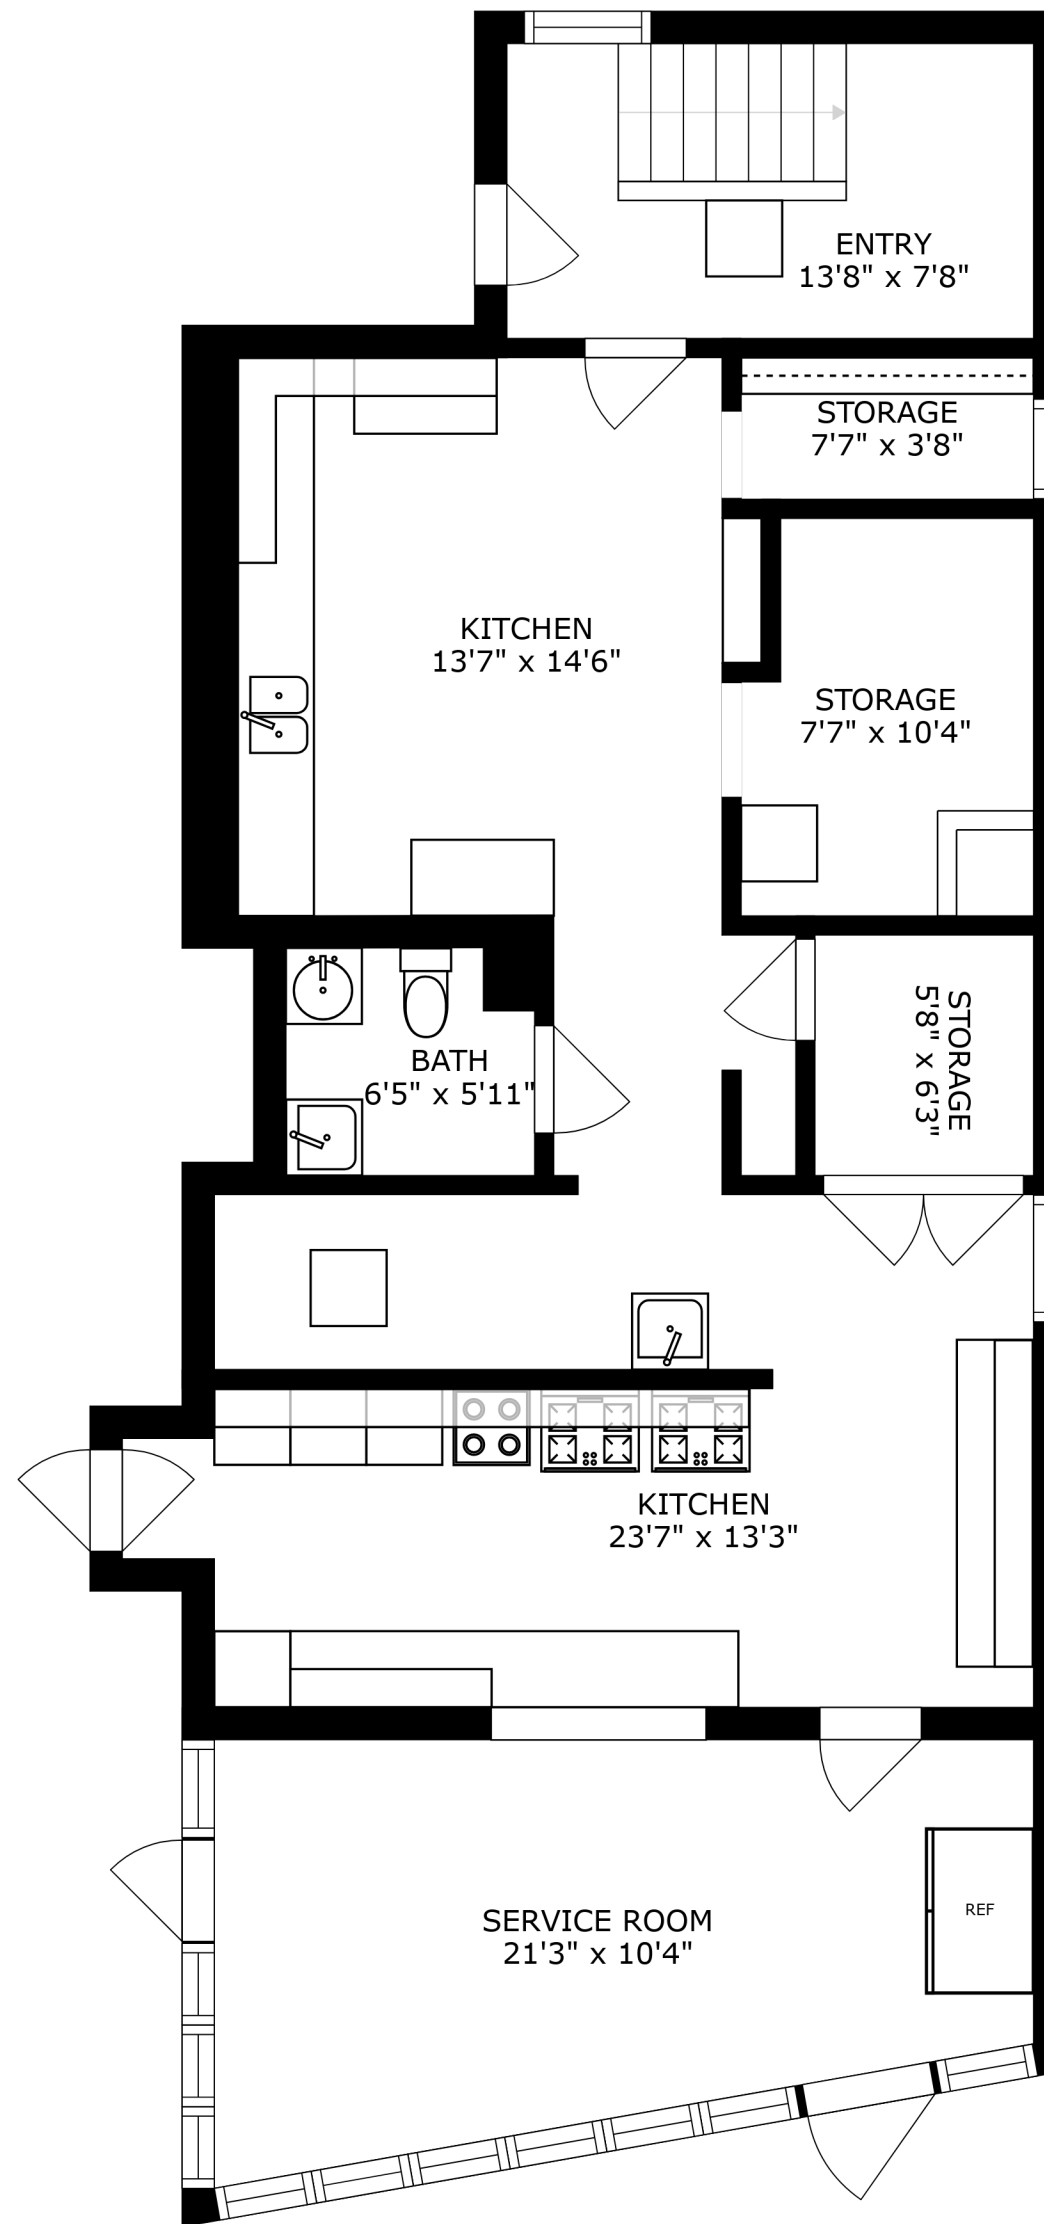 ENTRY
13'8" x 7'8"
STORAGE
7'7" x 3'8"
KITCHEN
13'7" x 14'6"
STORAGE
7'7" x 10'4"
STORAGE
5'8" x 6'3"
BATH
6'5" x 5'11"
KITCHEN
23'7" x 13'3"
REF
SERVICE ROOM
21'3" x 10'4"